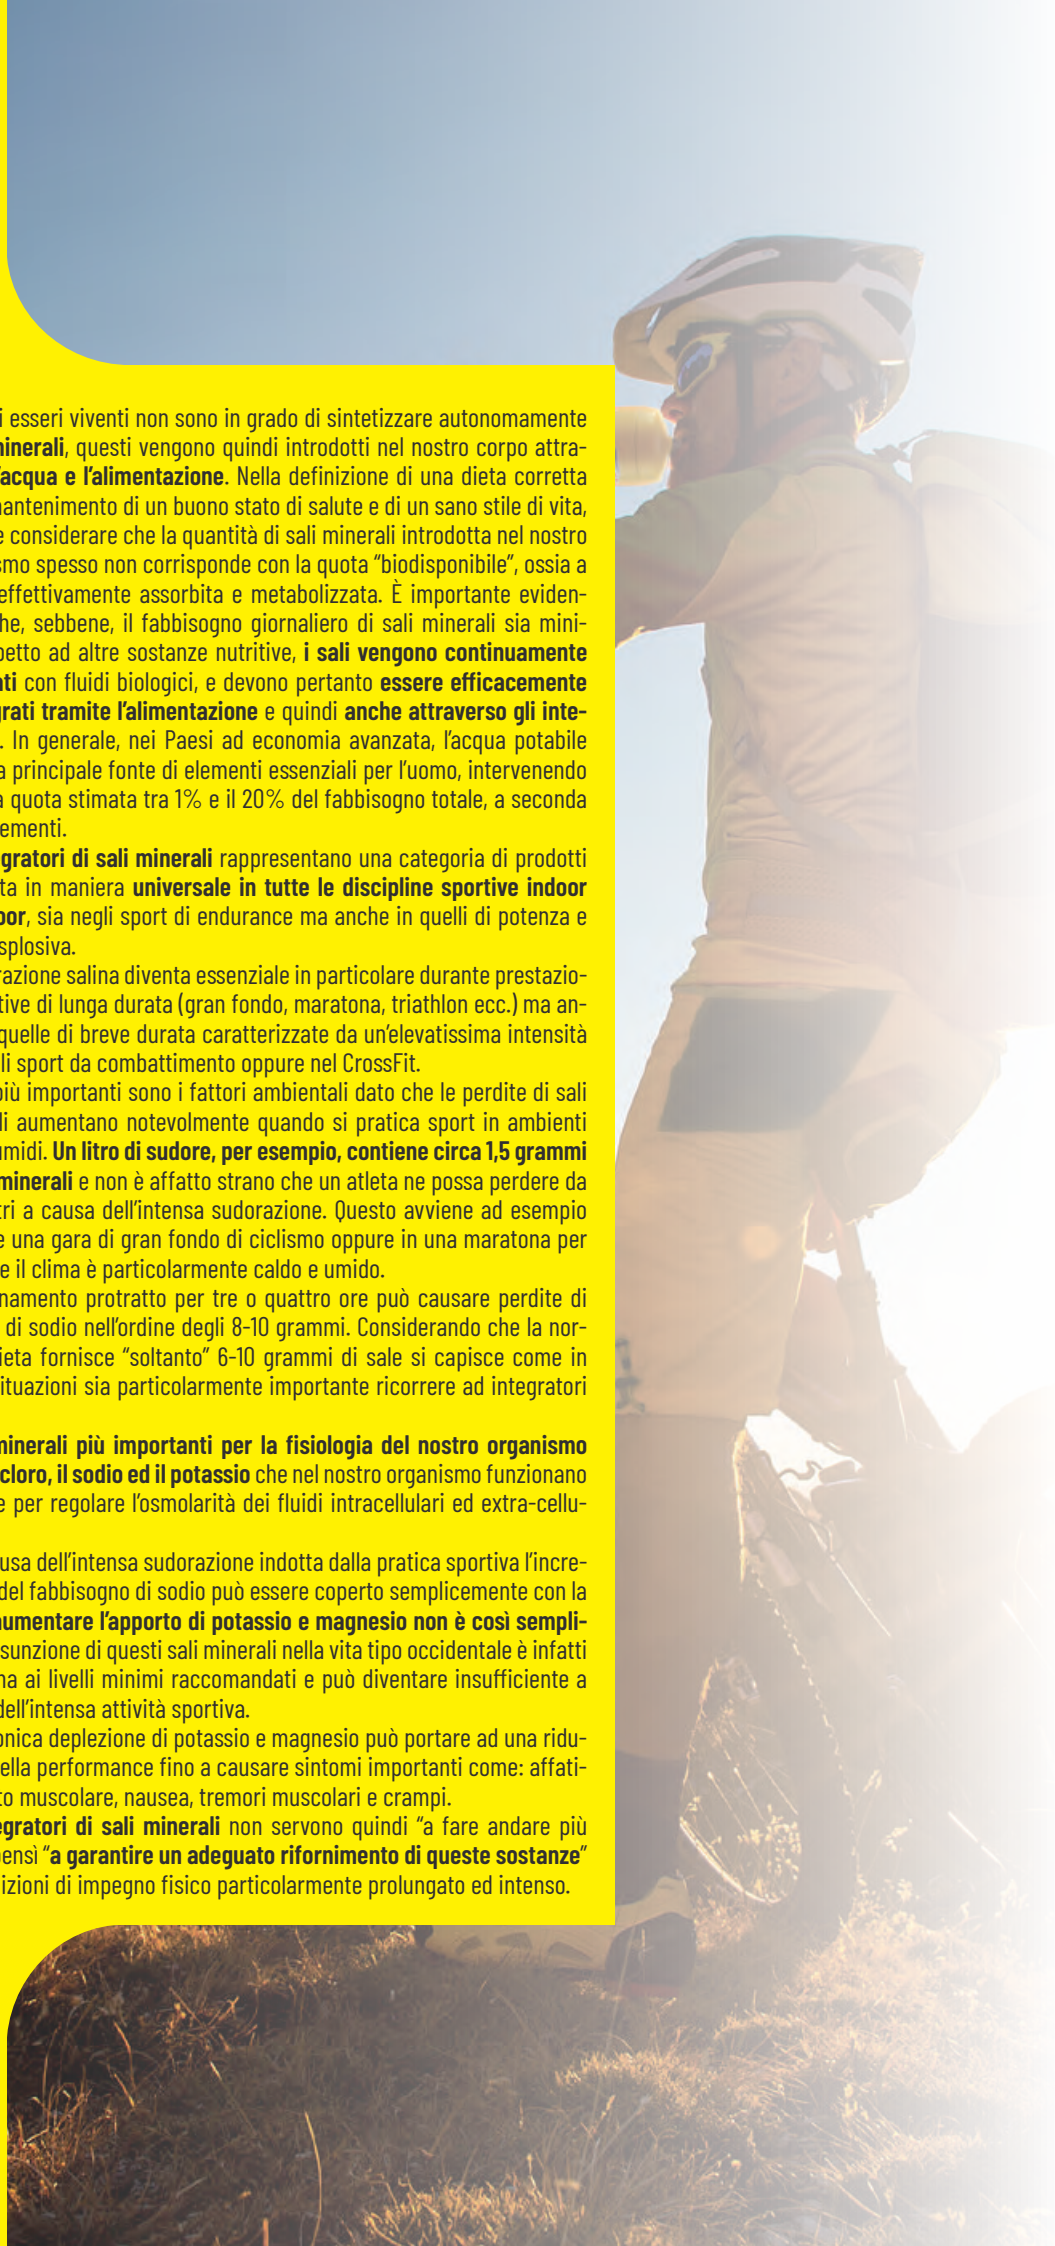 i esseri viventi non sono in grado di sintetizzare autonomamente
minerali, questi vengono quindi introdotti nel nostro corpo attra-
l’acqua e l’alimentazione. Nella definizione di una dieta corretta
mantenimento di un buono stato di salute e di un sano stile di vita,
e considerare che la quantità di sali minerali introdotta nel nostro
smo spesso non corrisponde con la quota “biodisponibile”, ossia a
effettivamente assorbita e metabolizzata. È importante eviden-
he, sebbene, il fabbisogno giornaliero di sali minerali sia mini-
petto ad altre sostanze nutritive, i sali vengono continuamente
ati con fluidi biologici, e devono pertanto essere efficacemente
grati tramite l’alimentazione e quindi anche attraverso gli inte-
. In generale, nei Paesi ad economia avanzata, l’acqua potabile
a principale fonte di elementi essenziali per l’uomo, intervenendo
a quota stimata tra 1% e il 20% del fabbisogno totale, a seconda
ementi.
gratori di sali minerali rappresentano una categoria di prodotti
ta in maniera universale in tutte le discipline sportive indoor
oor, sia negli sport di endurance ma anche in quelli di potenza e
splosiva.
razione salina diventa essenziale in particolare durante prestazio-
tive di lunga durata (gran fondo, maratona, triathlon ecc.) ma an-
quelle di breve durata caratterizzate da un’elevatissima intensità
li sport da combattimento oppure nel CrossFit.
più importanti sono i fattori ambientali dato che le perdite di sali
li aumentano notevolmente quando si pratica sport in ambienti
umidi. Un litro di sudore, per esempio, contiene circa 1,5 grammi
minerali e non è affatto strano che un atleta ne possa perdere da
tri a causa dell’intensa sudorazione. Questo avviene ad esempio
e una gara di gran fondo di ciclismo oppure in una maratona per
e il clima è particolarmente caldo e umido.
namento protratto per tre o quattro ore può causare perdite di
di sodio nell’ordine degli 8-10 grammi. Considerando che la nor-
ieta fornisce “soltanto” 6-10 grammi di sale si capisce come in
ituazioni sia particolarmente importante ricorrere ad integratori
minerali più importanti per la fisiologia del nostro organismo
cloro, il sodio ed il potassio che nel nostro organismo funzionano
e per regolare l’osmolarità dei fluidi intracellulari ed extra-cellu-
usa dell’intensa sudorazione indotta dalla pratica sportiva l’incre-
del fabbisogno di sodio può essere coperto semplicemente con la
aumentare l’apporto di potassio e magnesio non è così sempli-
sunzione di questi sali minerali nella vita tipo occidentale è infatti
na ai livelli minimi raccomandati e può diventare insufficiente a
dell’intensa attività sportiva.
onica deplezione di potassio e magnesio può portare ad una ridu-
ella performance fino a causare sintomi importanti come: affati-
to muscolare, nausea, tremori muscolari e crampi.
egratori di sali minerali non servono quindi “a fare andare più
bensì “a garantire un adeguato rifornimento di queste sostanze”
izioni di impegno fisico particolarmente prolungato ed intenso.